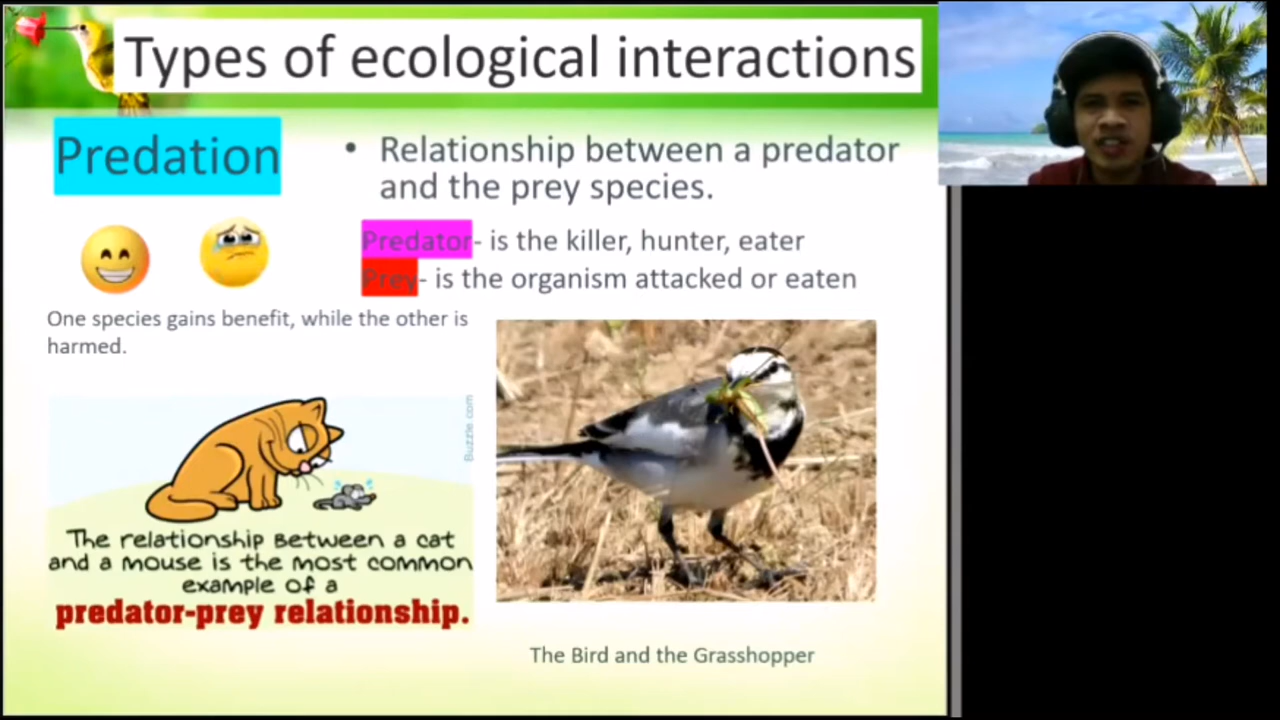 Types of ecological interactions
Predation
• Relationship between a predator
and the prey species.
Predator- is the killer, hunter, eater
Prey- is the organism attacked or eaten
One species gains benefit, while the other is
harmed.
Buzzle.com
The relationship between a cat
and a mouse is the most common
example of a
predator-prey relationship.
The Bird and the Grasshopper